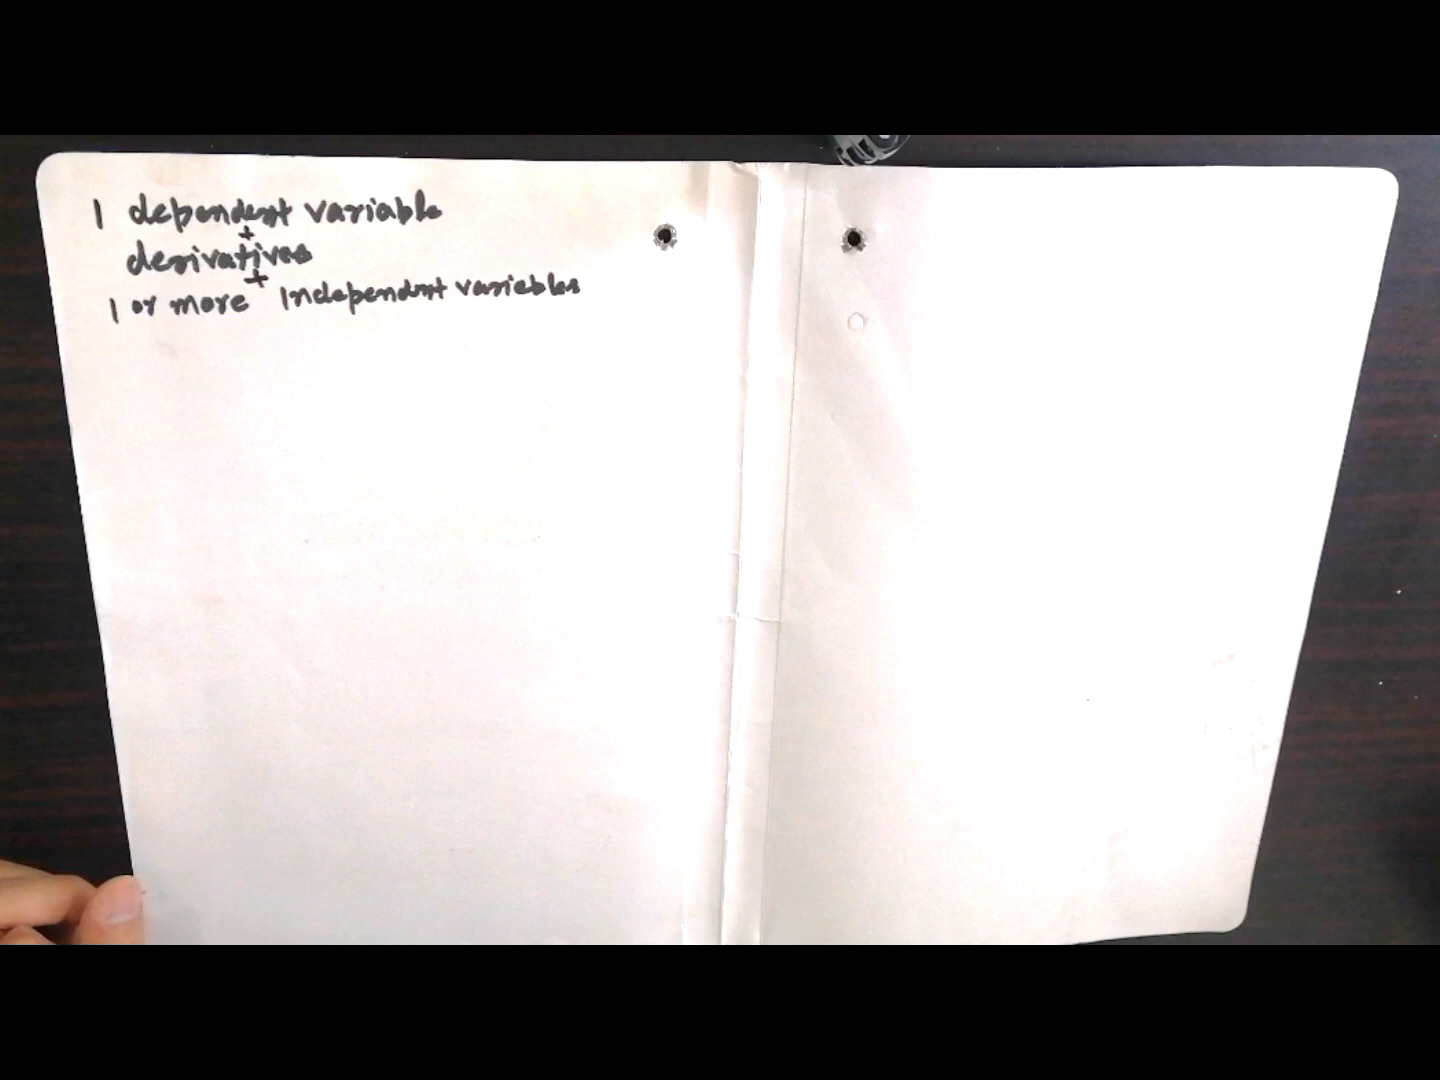 1 dependent variable
+
derivatives
+
1 or more Independent variables